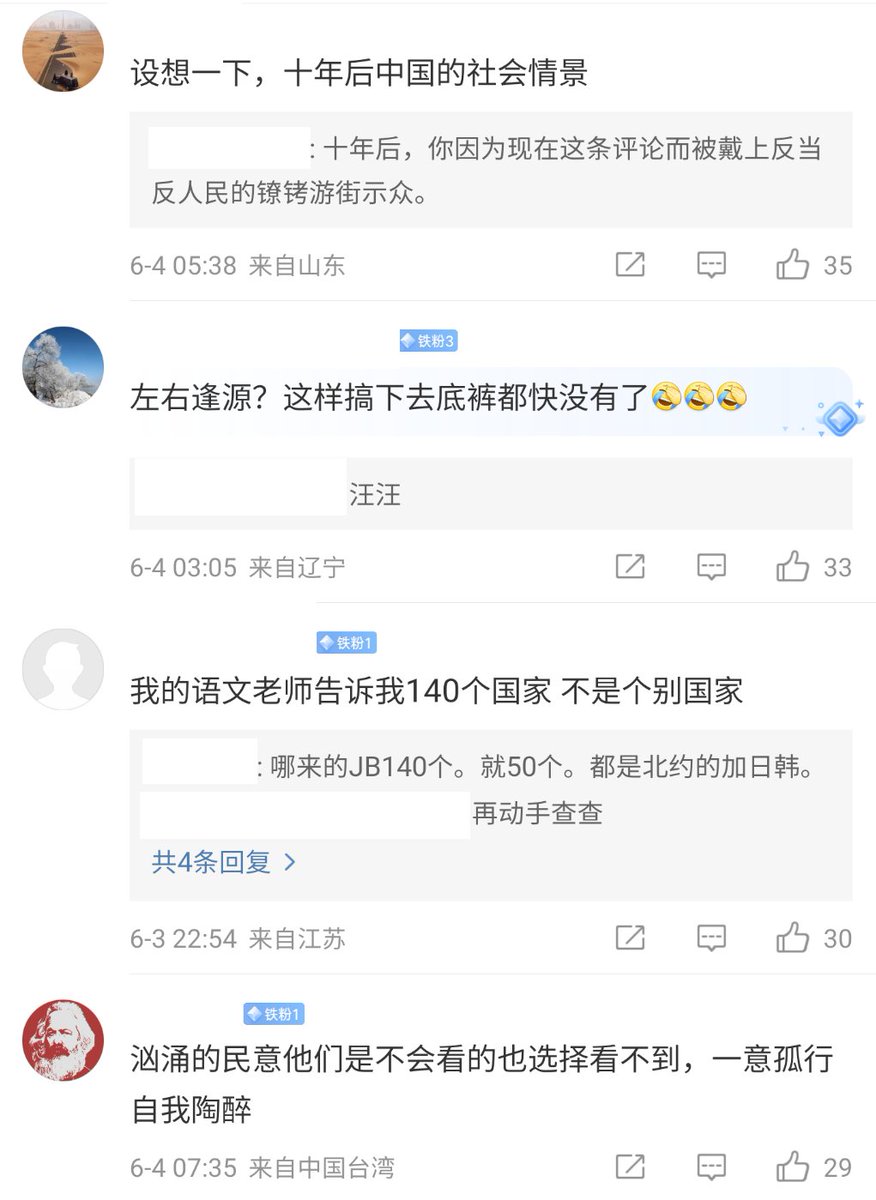 设想一下，十年后中国的社会情景
: 十年后，你因为现在这条评论而被戴上反当
反人民的镣铐游街示众。
6-4 05:38 来自山东
35
铁粉3
左右逢源？这样搞下去底裤都快没有了🤣🤣🤣
汪汪
6-4 03:05 来自辽宁
33
铁粉1
我的语文老师告诉我140个国家 不是个别国家
: 哪来的JB140个。就50个。都是北约的加日韩。
再动手查查
共4条回复 >
6-3 22:54 来自江苏
30
铁粉1
汹涌的民意他们是不会看的也选择看不到，一意孤行
自我陶醉
6-4 07:35 来自中国台湾
29